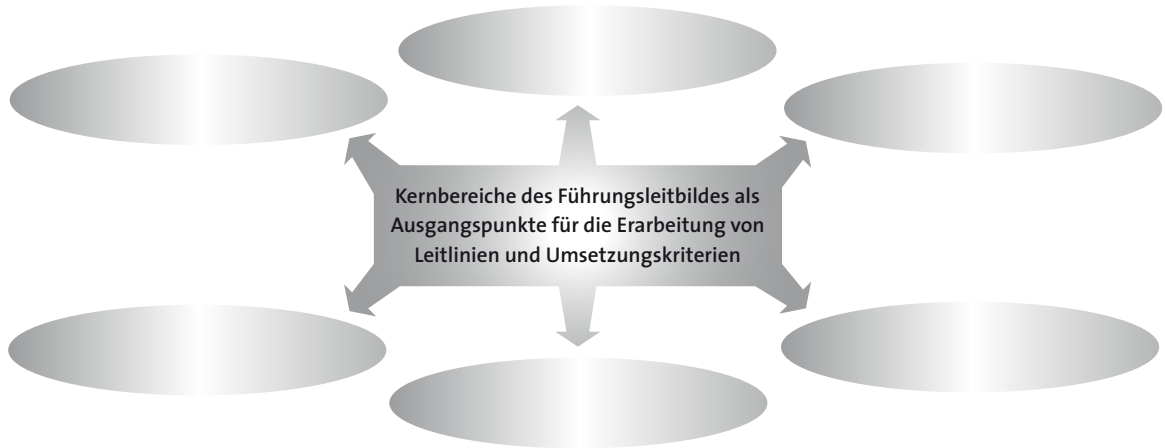 Kernbereiche des Führungsleitbildes als
Ausgangspunkte für die Erarbeitung von
Leitlinien und Umsetzungskriterien